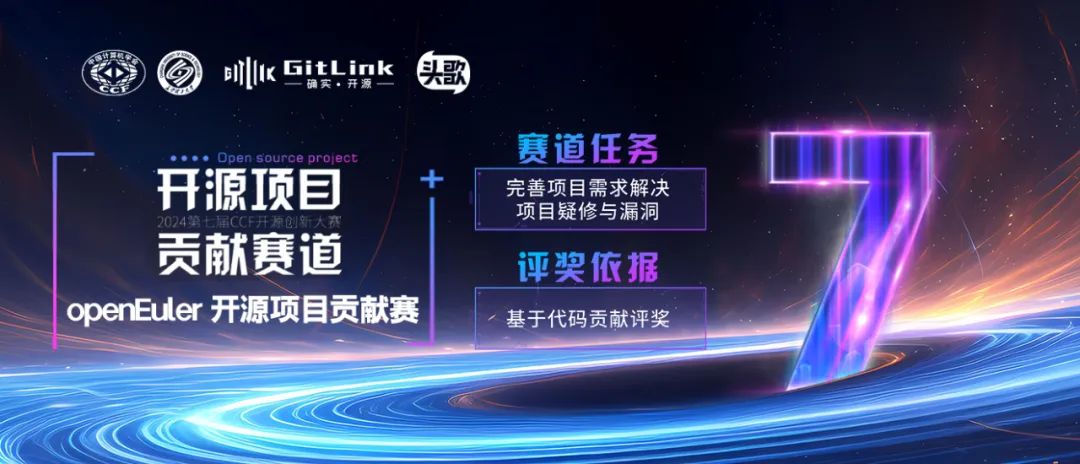 中国计算机学会
CCF
GitLink
确实·开源
头歌
Open source project
开源项目
2024第七届CCF开源创新大赛
贡献赛道
openEuler 开源项目贡献赛
赛道任务
完善项目需求解决
项目疑修与漏洞
评奖依据
基于代码贡献评奖
7